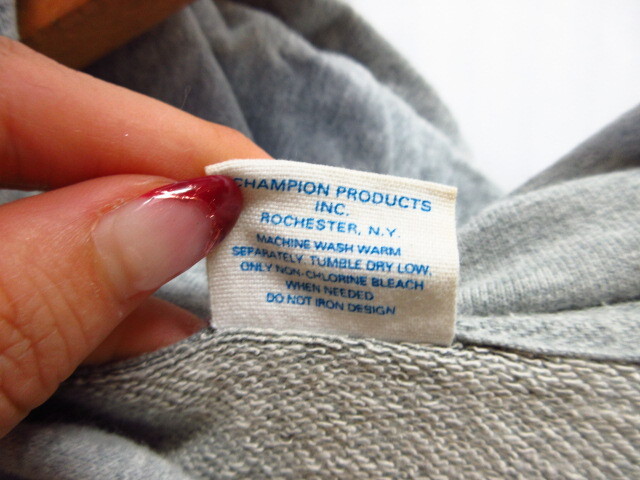 CHAMPION PRODUCTS
INC.
ROCHESTER, N.Y.
MACHINE WASH WARM
SEPARATELY. TUMBLE DRY LOW.
ONLY NON-CHLORINE BLEACH
WHEN NEEDED
DO NOT IRON DESIGN